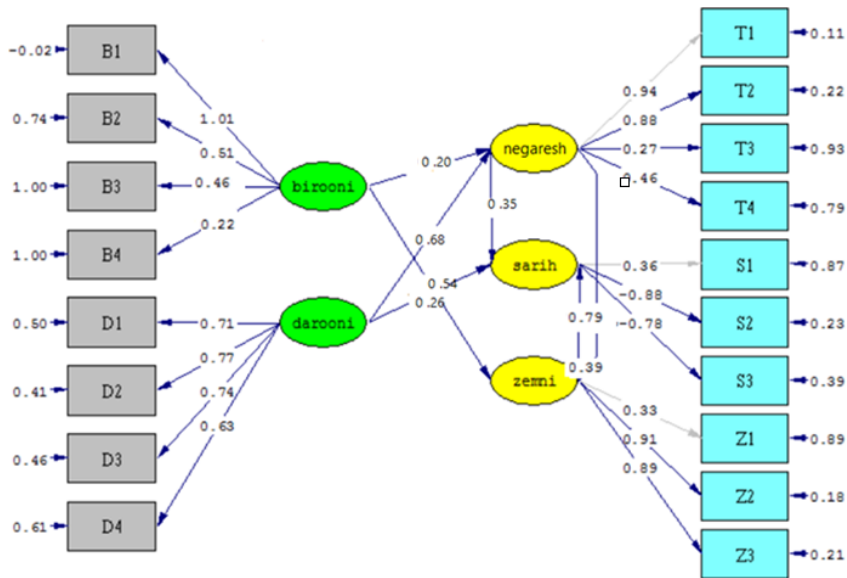 -0.02 B1
0.74 B2
1.00 B3
1.00 B4
0.50 D1
0.41 D2
0.46 D3
0.61 D4
1.01
0.51
0.46
0.22
0.71
0.77
0.74
0.63
birooni
darooni
0.20
0.68
0.54
0.26
0.35
negaresh
sarih
zemni
0.79
0.39
0.94
0.88
0.27
0.46
0.36
-0.88
-0.78
0.33
0.91
0.89
T1 0.11
T2 0.22
T3 0.93
T4 0.79
S1 0.87
S2 0.23
S3 0.39
Z1 0.89
Z2 0.18
Z3 0.21